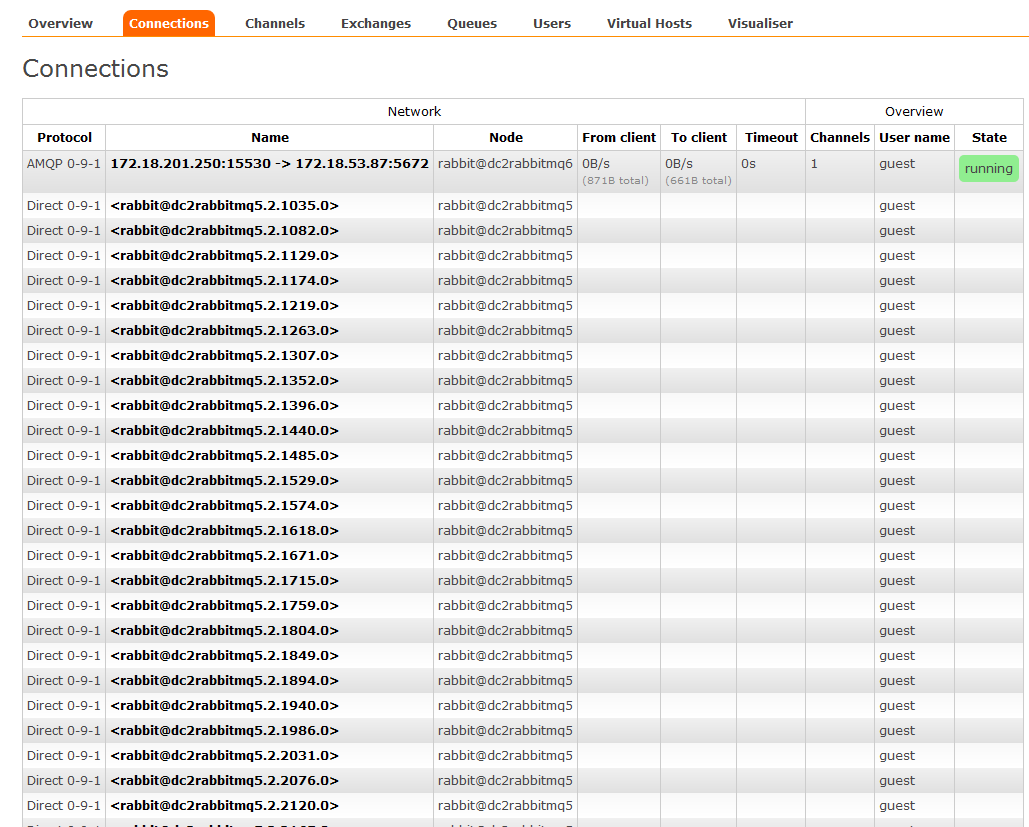 Overview Connections Channels Exchanges Queues Users Virtual Hosts Visualiser
Connections
Network Overview
Protocol Name Node From client To client Timeout Channels User name State
AMQP 0-9-1 172.18.201.250:15530 -> 172.18.53.87:5672 rabbit@dc2rabbitmq6 0B/s 0B/s 0s 1 guest running
(871B total) (661B total)
Direct 0-9-1 <rabbit@dc2rabbitmq5.2.1035.0> rabbit@dc2rabbitmq5 guest
Direct 0-9-1 <rabbit@dc2rabbitmq5.2.1082.0> rabbit@dc2rabbitmq5 guest
Direct 0-9-1 <rabbit@dc2rabbitmq5.2.1129.0> rabbit@dc2rabbitmq5 guest
Direct 0-9-1 <rabbit@dc2rabbitmq5.2.1174.0> rabbit@dc2rabbitmq5 guest
Direct 0-9-1 <rabbit@dc2rabbitmq5.2.1219.0> rabbit@dc2rabbitmq5 guest
Direct 0-9-1 <rabbit@dc2rabbitmq5.2.1263.0> rabbit@dc2rabbitmq5 guest
Direct 0-9-1 <rabbit@dc2rabbitmq5.2.1307.0> rabbit@dc2rabbitmq5 guest
Direct 0-9-1 <rabbit@dc2rabbitmq5.2.1352.0> rabbit@dc2rabbitmq5 guest
Direct 0-9-1 <rabbit@dc2rabbitmq5.2.1396.0> rabbit@dc2rabbitmq5 guest
Direct 0-9-1 <rabbit@dc2rabbitmq5.2.1440.0> rabbit@dc2rabbitmq5 guest
Direct 0-9-1 <rabbit@dc2rabbitmq5.2.1485.0> rabbit@dc2rabbitmq5 guest
Direct 0-9-1 <rabbit@dc2rabbitmq5.2.1529.0> rabbit@dc2rabbitmq5 guest
Direct 0-9-1 <rabbit@dc2rabbitmq5.2.1574.0> rabbit@dc2rabbitmq5 guest
Direct 0-9-1 <rabbit@dc2rabbitmq5.2.1618.0> rabbit@dc2rabbitmq5 guest
Direct 0-9-1 <rabbit@dc2rabbitmq5.2.1671.0> rabbit@dc2rabbitmq5 guest
Direct 0-9-1 <rabbit@dc2rabbitmq5.2.1715.0> rabbit@dc2rabbitmq5 guest
Direct 0-9-1 <rabbit@dc2rabbitmq5.2.1759.0> rabbit@dc2rabbitmq5 guest
Direct 0-9-1 <rabbit@dc2rabbitmq5.2.1804.0> rabbit@dc2rabbitmq5 guest
Direct 0-9-1 <rabbit@dc2rabbitmq5.2.1849.0> rabbit@dc2rabbitmq5 guest
Direct 0-9-1 <rabbit@dc2rabbitmq5.2.1894.0> rabbit@dc2rabbitmq5 guest
Direct 0-9-1 <rabbit@dc2rabbitmq5.2.1940.0> rabbit@dc2rabbitmq5 guest
Direct 0-9-1 <rabbit@dc2rabbitmq5.2.1986.0> rabbit@dc2rabbitmq5 guest
Direct 0-9-1 <rabbit@dc2rabbitmq5.2.2031.0> rabbit@dc2rabbitmq5 guest
Direct 0-9-1 <rabbit@dc2rabbitmq5.2.2076.0> rabbit@dc2rabbitmq5 guest
Direct 0-9-1 <rabbit@dc2rabbitmq5.2.2120.0> rabbit@dc2rabbitmq5 guest